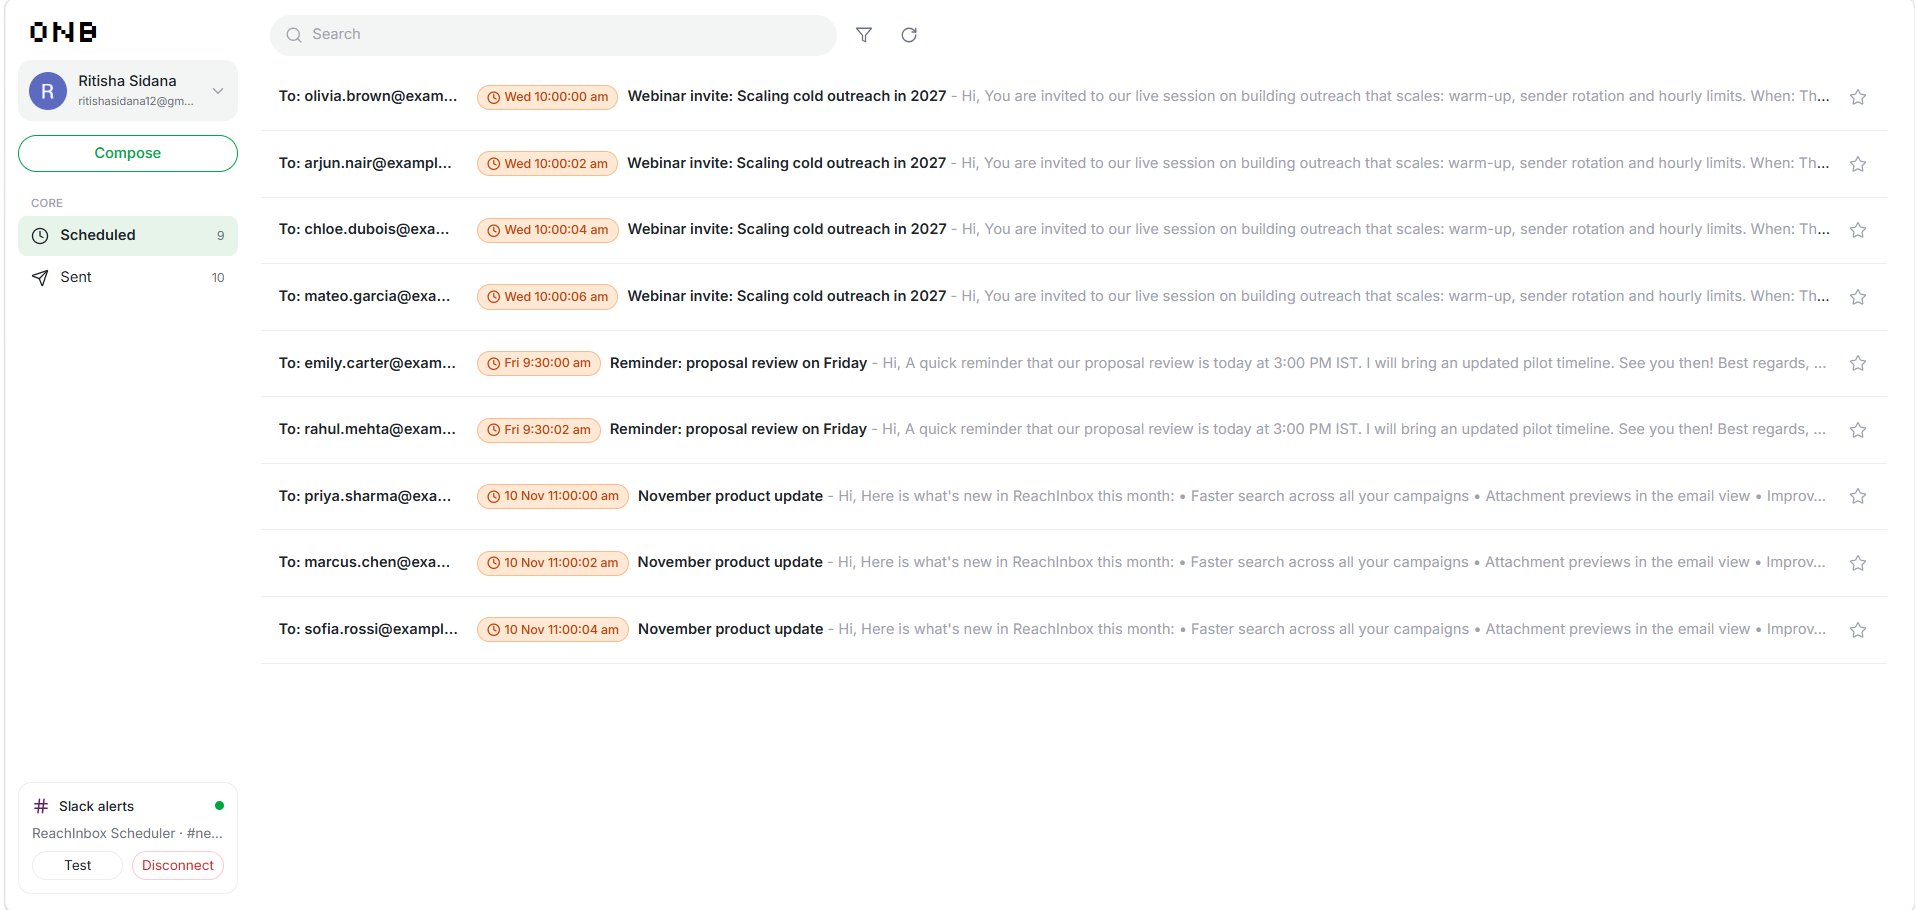 ONB
Ritisha Sidana
ritishasidana12@gm...
Compose
CORE
Scheduled 9
Sent 10
Search
To: olivia.brown@exam... Wed 10:00:00 am Webinar invite: Scaling cold outreach in 2027 - Hi, You are invited to our live session on building outreach that scales: warm-up, sender rotation and hourly limits. When: Th...
To: arjun.nair@exampl... Wed 10:00:02 am Webinar invite: Scaling cold outreach in 2027 - Hi, You are invited to our live session on building outreach that scales: warm-up, sender rotation and hourly limits. When: Th...
To: chloe.dubois@exa... Wed 10:00:04 am Webinar invite: Scaling cold outreach in 2027 - Hi, You are invited to our live session on building outreach that scales: warm-up, sender rotation and hourly limits. When: Th...
To: mateo.garcia@exa... Wed 10:00:06 am Webinar invite: Scaling cold outreach in 2027 - Hi, You are invited to our live session on building outreach that scales: warm-up, sender rotation and hourly limits. When: Th...
To: emily.carter@exam... Fri 9:30:00 am Reminder: proposal review on Friday - Hi, A quick reminder that our proposal review is today at 3:00 PM IST. I will bring an updated pilot timeline. See you then! Best regards, ...
To: rahul.mehta@exam... Fri 9:30:02 am Reminder: proposal review on Friday - Hi, A quick reminder that our proposal review is today at 3:00 PM IST. I will bring an updated pilot timeline. See you then! Best regards, ...
To: priya.sharma@exa... 10 Nov 11:00:00 am November product update - Hi, Here is what's new in ReachInbox this month: • Faster search across all your campaigns • Attachment previews in the email view • Improv...
To: marcus.chen@exa... 10 Nov 11:00:02 am November product update - Hi, Here is what's new in ReachInbox this month: • Faster search across all your campaigns • Attachment previews in the email view • Improv...
To: sofia.rossi@exampl... 10 Nov 11:00:04 am November product update - Hi, Here is what's new in ReachInbox this month: • Faster search across all your campaigns • Attachment previews in the email view • Improv...
Slack alerts
ReachInbox Scheduler · #ne...
Test Disconnect